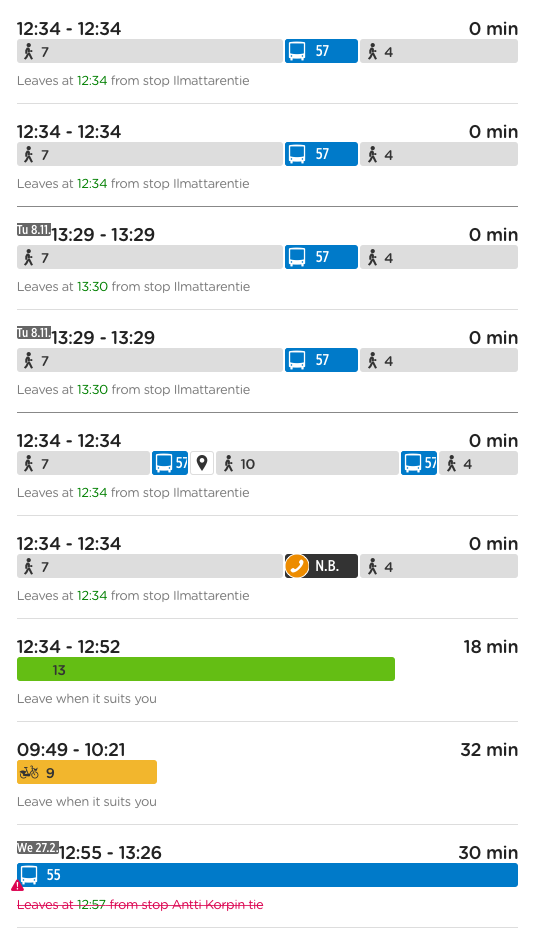 12:34 - 12:34 0 min
7 57 4
Leaves at 12:34 from stop Ilmattarentie
12:34 - 12:34 0 min
7 57 4
Leaves at 12:34 from stop Ilmattarentie
Tu 8.11. 13:29 - 13:29 0 min
7 57 4
Leaves at 13:30 from stop Ilmattarentie
Tu 8.11. 13:29 - 13:29 0 min
7 57 4
Leaves at 13:30 from stop Ilmattarentie
12:34 - 12:34 0 min
7 57 10 57 4
Leaves at 12:34 from stop Ilmattarentie
12:34 - 12:34 0 min
7 N.B. 4
Leaves at 12:34 from stop Ilmattarentie
12:34 - 12:52 18 min
13
Leave when it suits you
09:49 - 10:21 32 min
9
Leave when it suits you
We 27.2. 12:55 - 13:26 30 min
55
Leaves at 12:57 from stop Antti Korpin tie